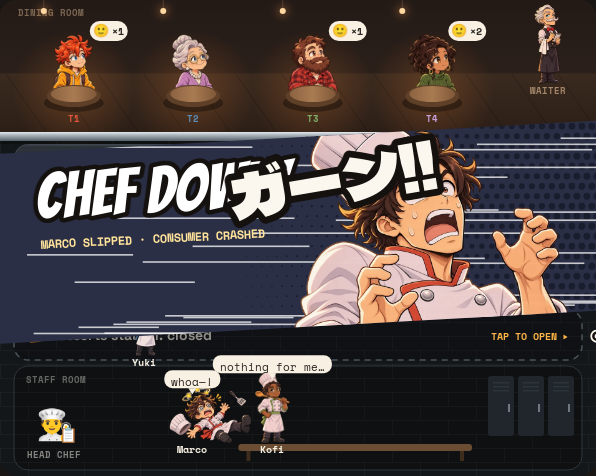 DINING ROOM
×1
×1
×2
WAITER
T1
T2
T3
T4
CHEF DOW
ガーン!!
MARCO SLIPPED · CONSUMER CRASHED
closed
TAP TO OPEN ▸
Yuki
STAFF ROOM
whoa—!
nothing for me…
HEAD CHEF
Marco
Kofi